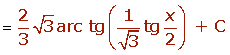 = 2/3 √3 arc tg(1/√3 tg x/2) + C